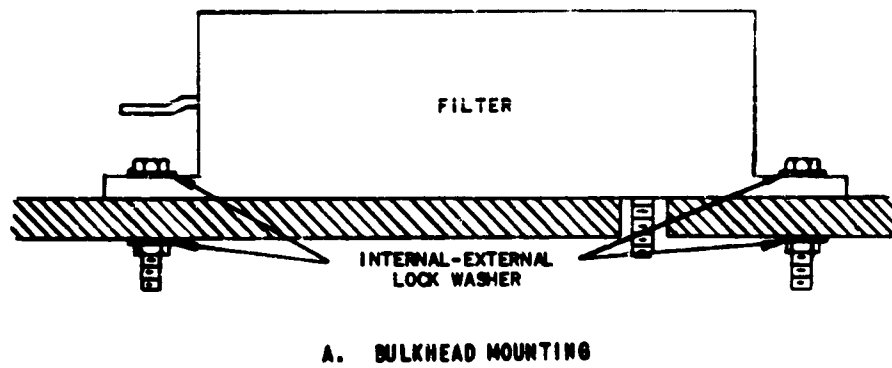 FILTER
INTERNAL-EXTERNAL
LOCK WASHER
A. BULKHEAD MOUNTING